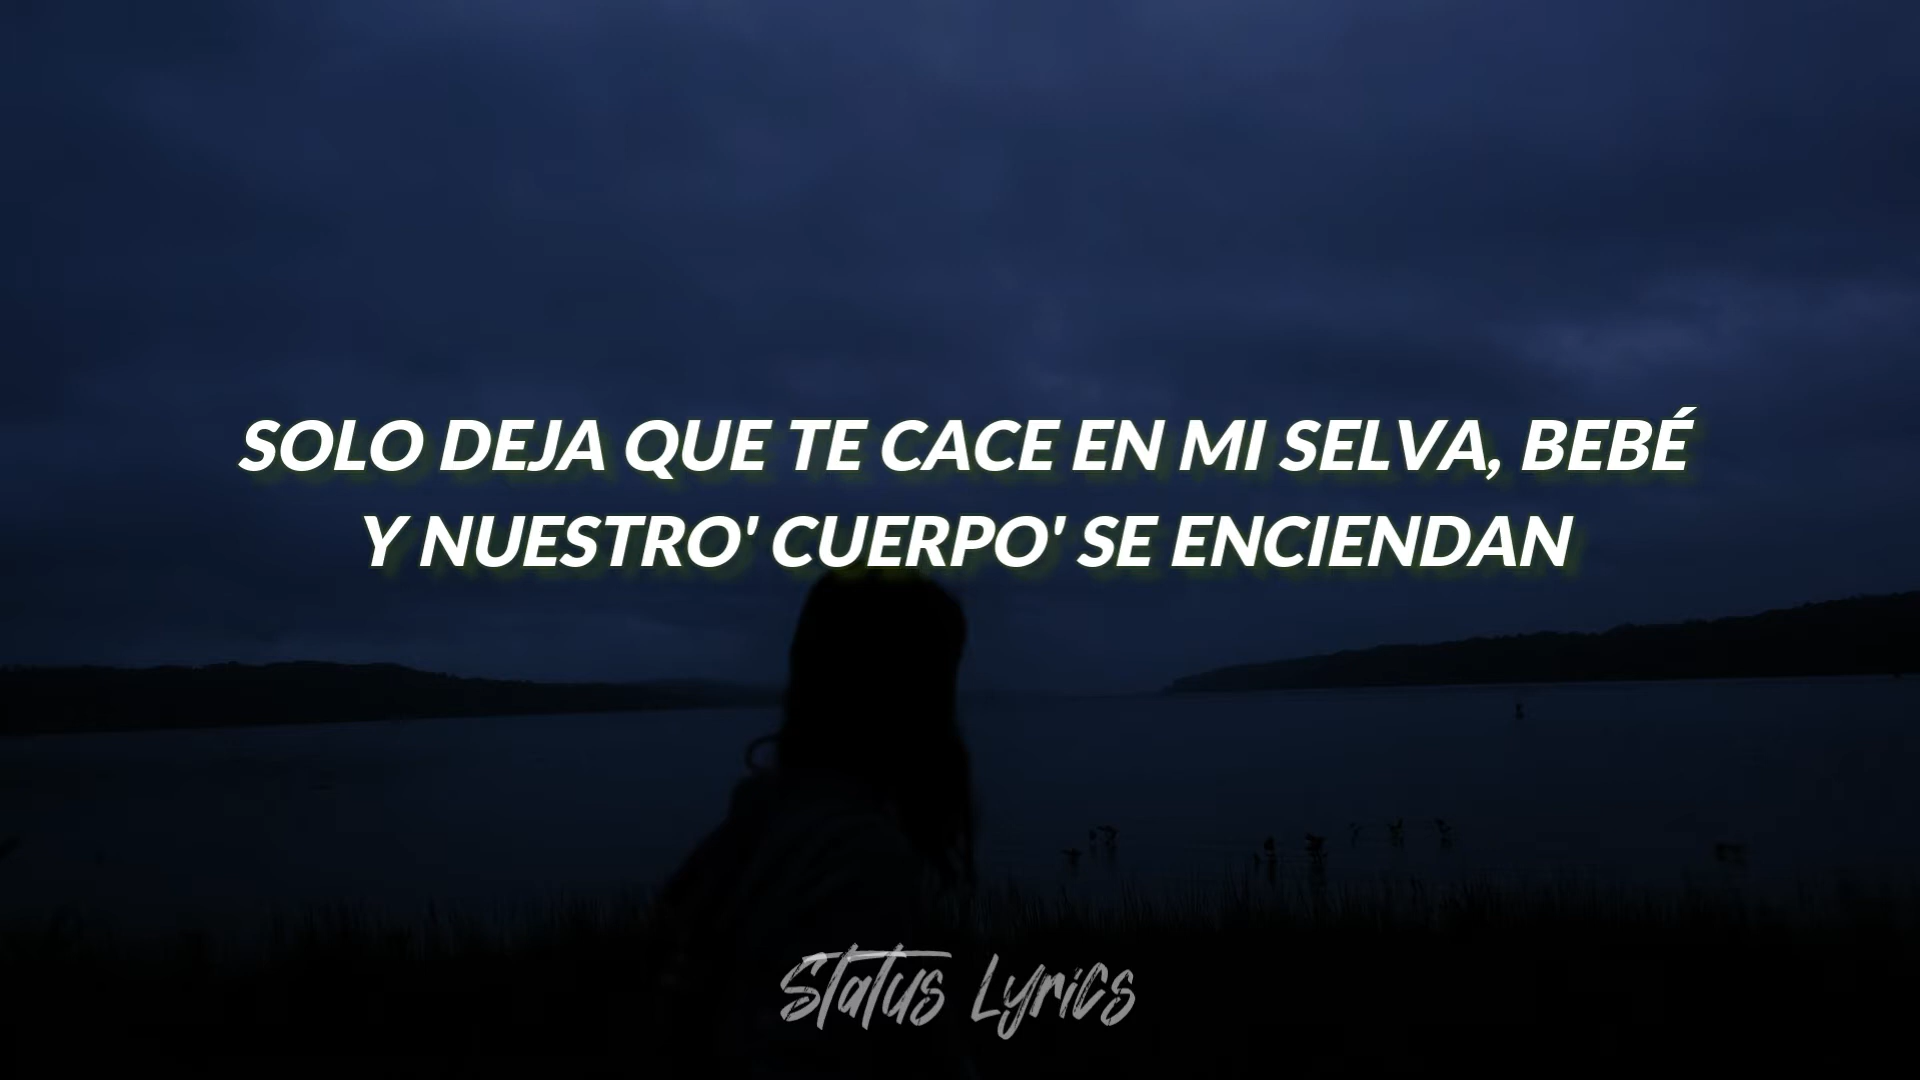 SOLO DEJA QUE TE CACE EN MI SELVA, BEBÉ
Y NUESTRO' CUERPO' SE ENCIENDAN
Status Lyrics